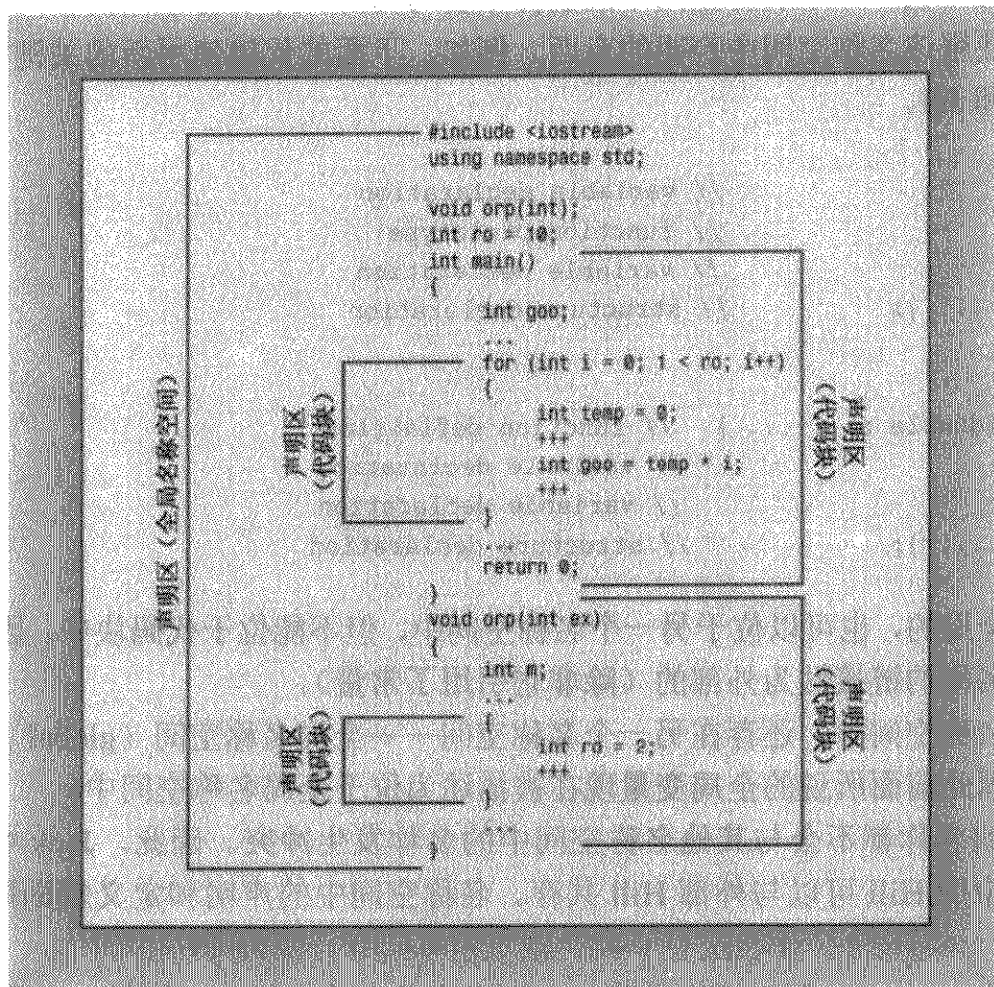 #include <iostream>
using namespace std;
void orp(int);
int ro = 10;
int main()
{
int goo;
...
for (int i = 0; 1 < ro; i++)
{
int temp = 0;
+++
int goo = temp * i;
+++
}
...
return 0;
}
void orp(int ex)
{
int m;
...
{
int ro = 2;
+++
}
...
}
声明区（全局名称空间）
声明区
（代码块）
声明区
（代码块）
声明区
（代码块）
声明区
（代码块）